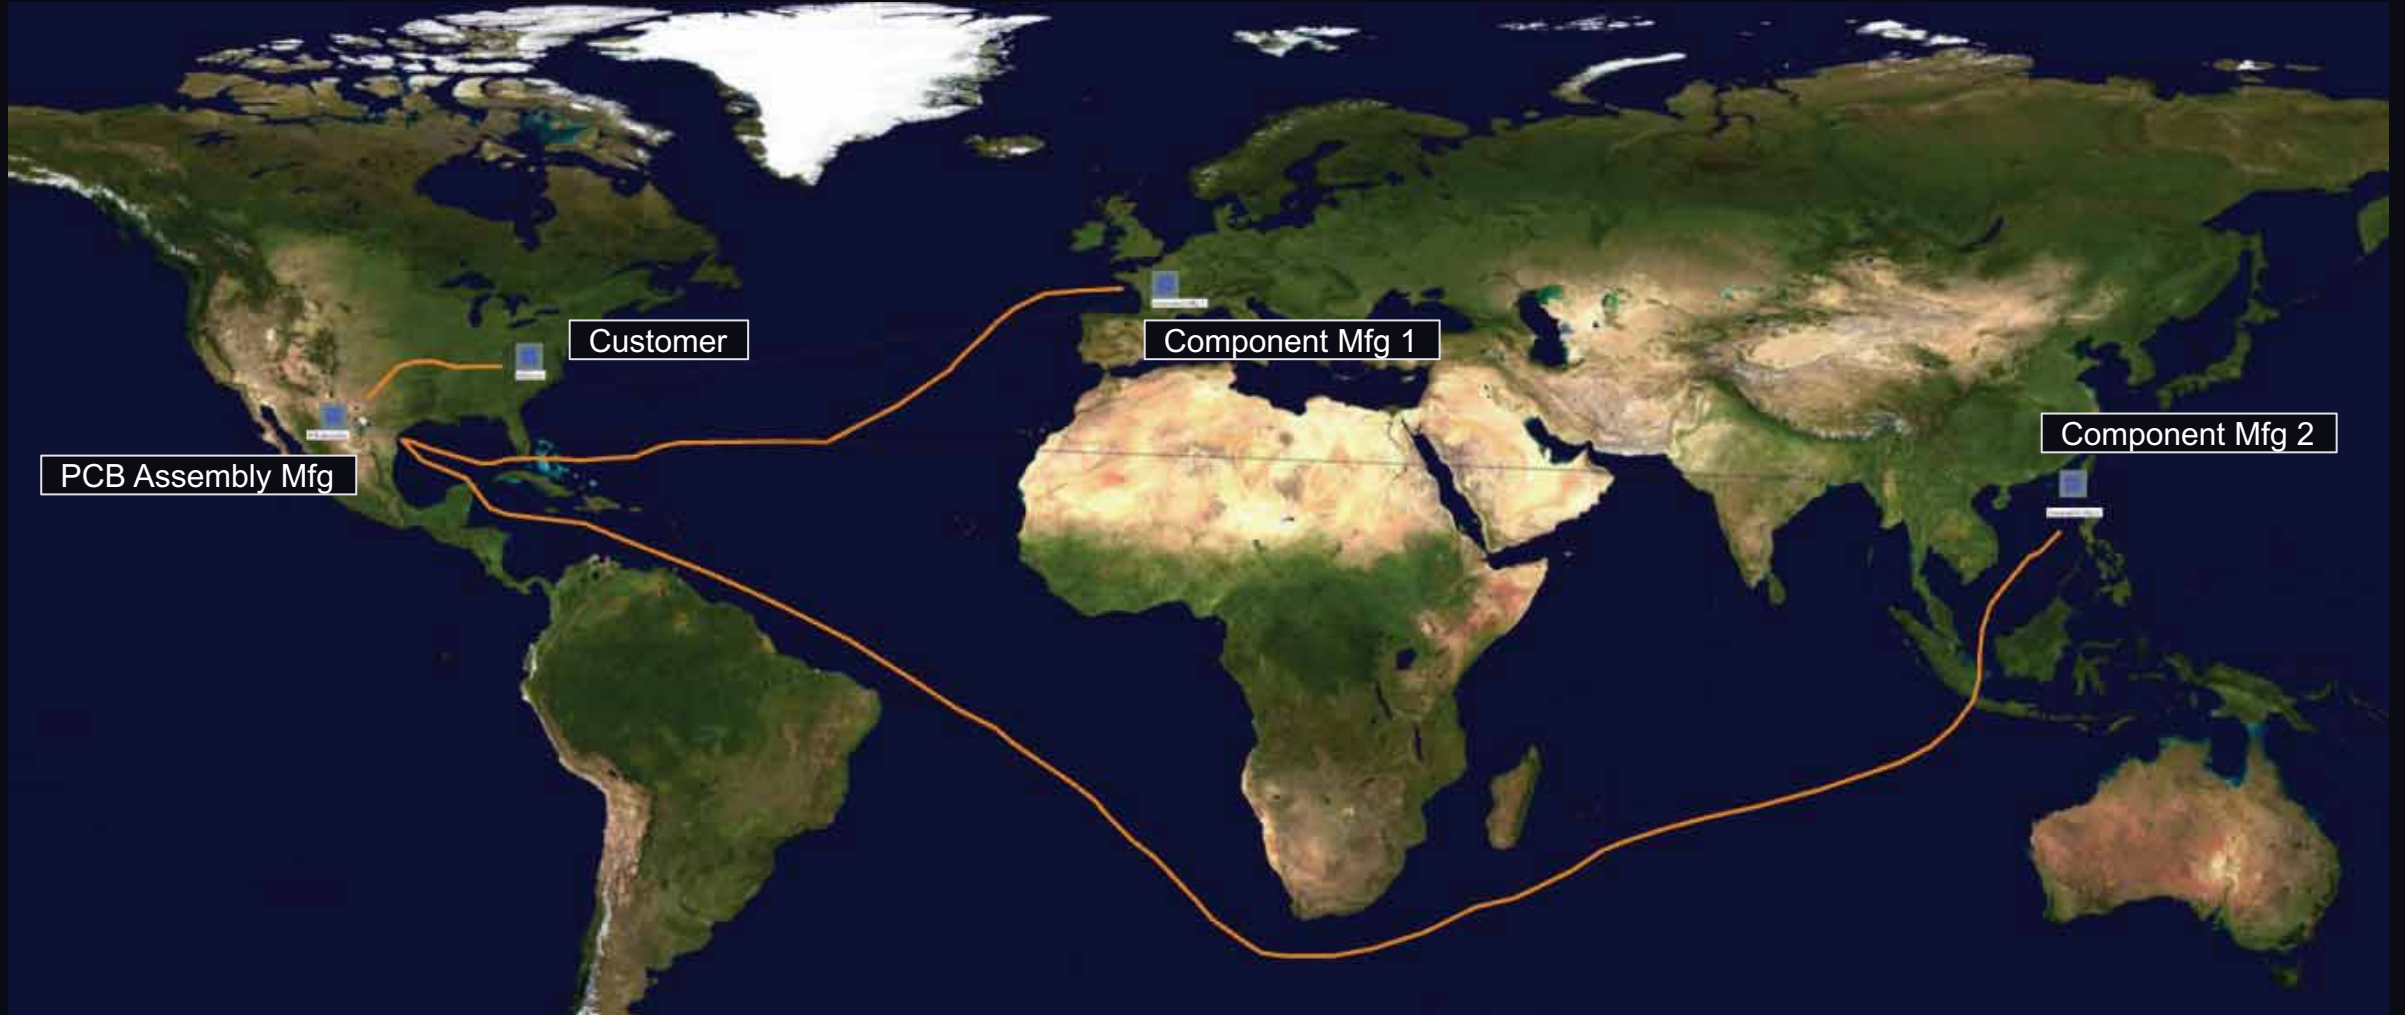 Customer
Component Mfg 1
Component Mfg 2
PCB Assembly Mfg